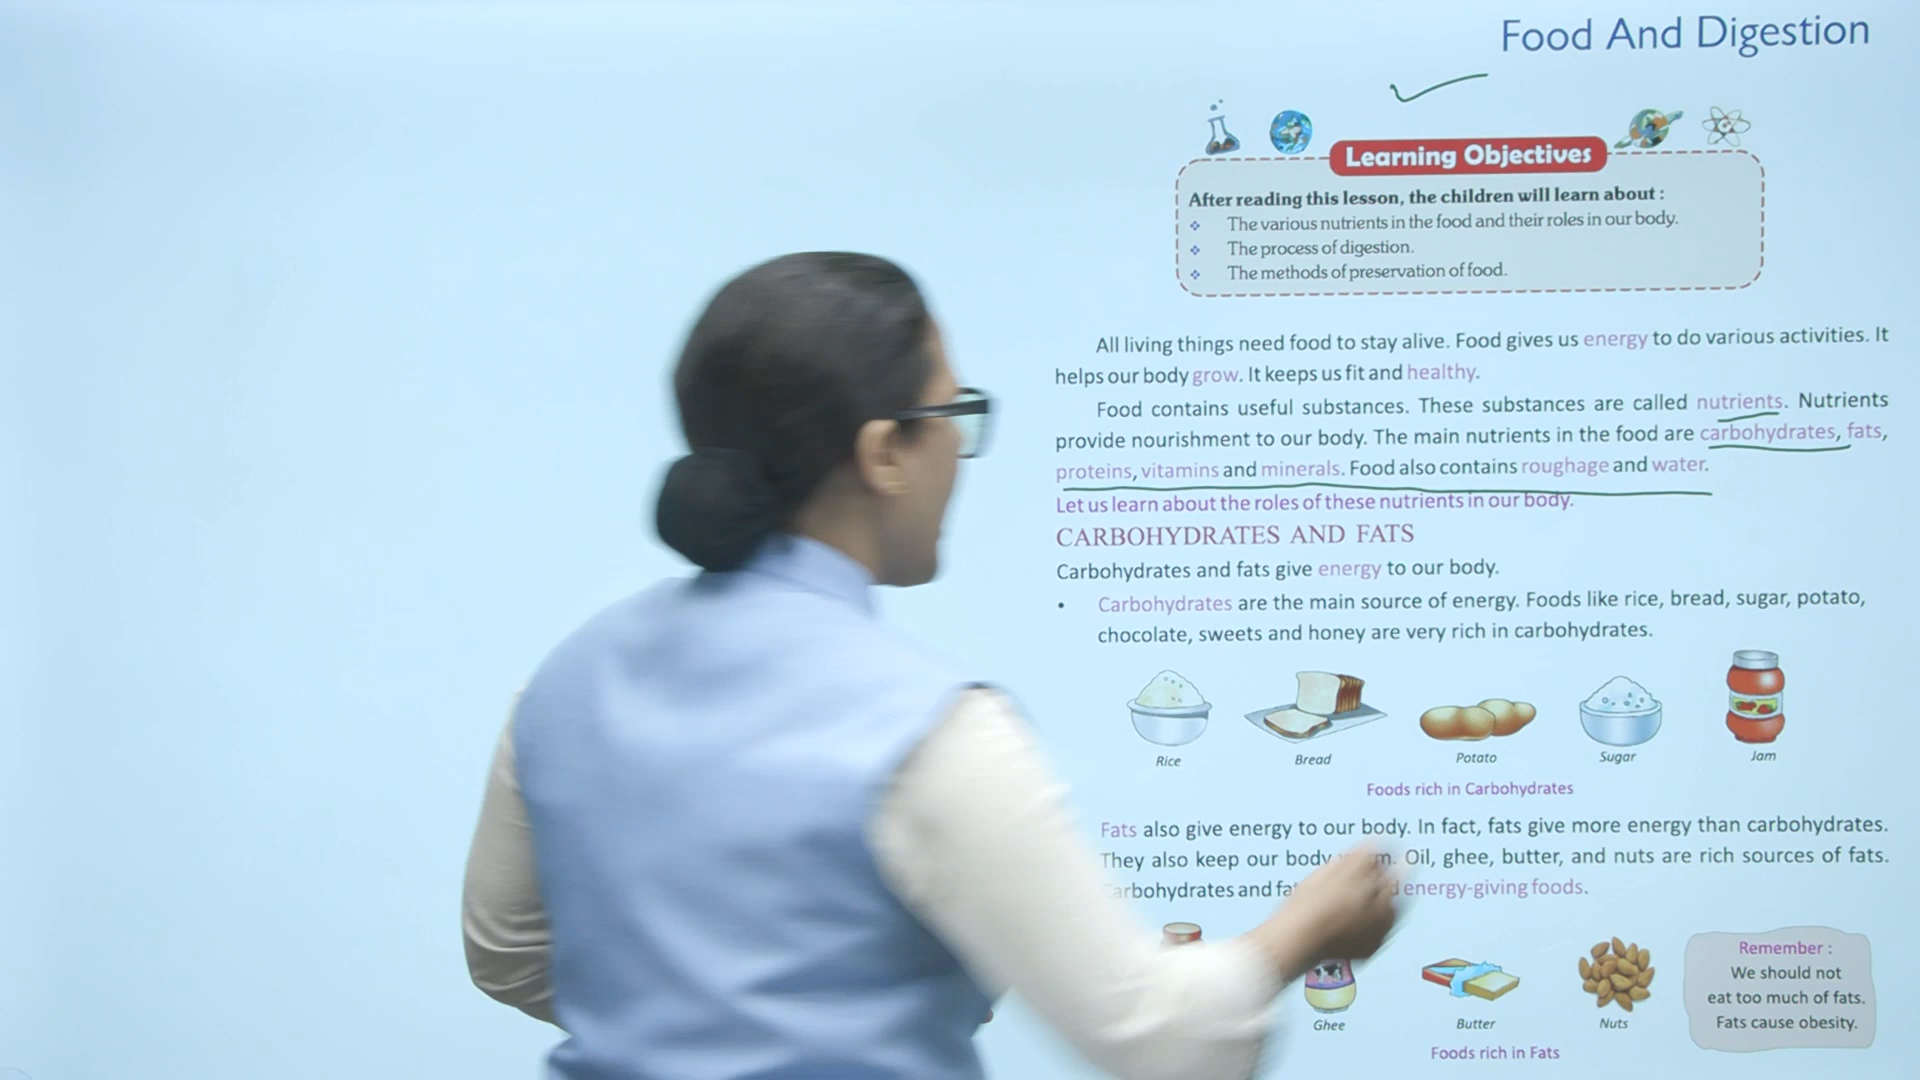 Food And Digestion
Learning Objectives
After reading this lesson, the children will learn about :
The various nutrients in the food and their roles in our body.
The process of digestion.
The methods of preservation of food.
All living things need food to stay alive. Food gives us energy to do various activities. It
helps our body grow. It keeps us fit and healthy.
Food contains useful substances. These substances are called nutrients. Nutrients
provide nourishment to our body. The main nutrients in the food are carbohydrates, fats,
proteins, vitamins and minerals. Food also contains roughage and water.
Let us learn about the roles of these nutrients in our body.
CARBOHYDRATES AND FATS
Carbohydrates and fats give energy to our body.
• Carbohydrates are the main source of energy. Foods like rice, bread, sugar, potato,
chocolate, sweets and honey are very rich in carbohydrates.
Rice Bread Potato Sugar Jam
Foods rich in Carbohydrates
Fats also give energy to our body. In fact, fats give more energy than carbohydrates.
They also keep our body Oil, ghee, butter, and nuts are rich sources of fats.
Carbohydrates and energy-giving foods.
Ghee Butter Nuts
Foods rich in Fats
Remember :
We should not
eat too much of fats.
Fats cause obesity.